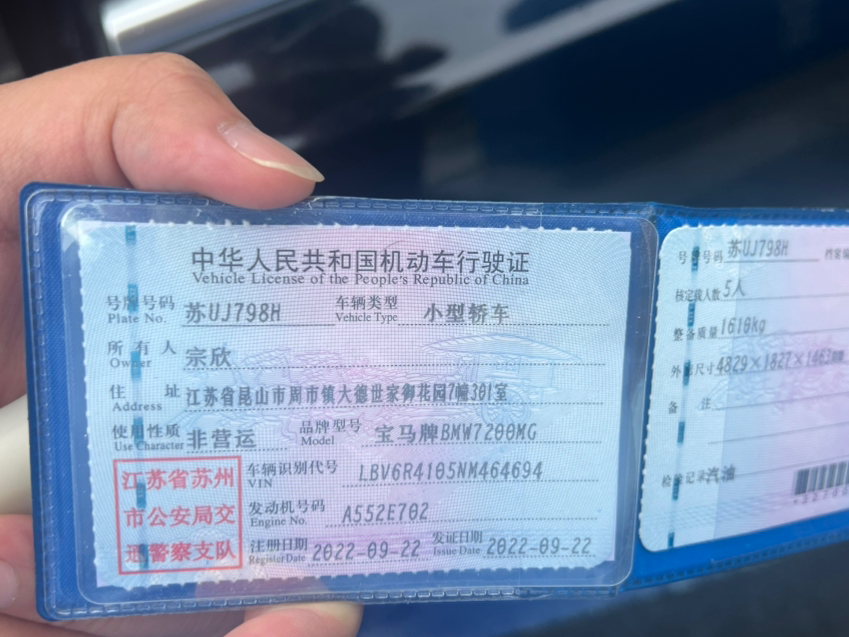 中华人民共和国机动车行驶证
Vehicle License of the People's Republic of China
号牌号码 苏UJ798H 车辆类型 小型轿车
Plate No. Vehicle Type
所有人 宗欣
Owner
住址 江苏省昆山市周市镇大德世家御花园7幢301室
Address
使用性质 非营运 品牌型号 宝马牌BMW7200MG
Use Character Model
江苏省苏州
市公安局交
通警察支队
车辆识别代号 LBV6R4105NM464694
VIN
发动机号码 A552E702
Engine No.
注册日期 2022-09-22 发证日期 2022-09-22
Register Date Issue Date
号牌号码 苏UJ798H
核定载人数 5人
整备质量 1610kg
外廓尺寸 4829×1827×1463
备注
检验记录 汽油